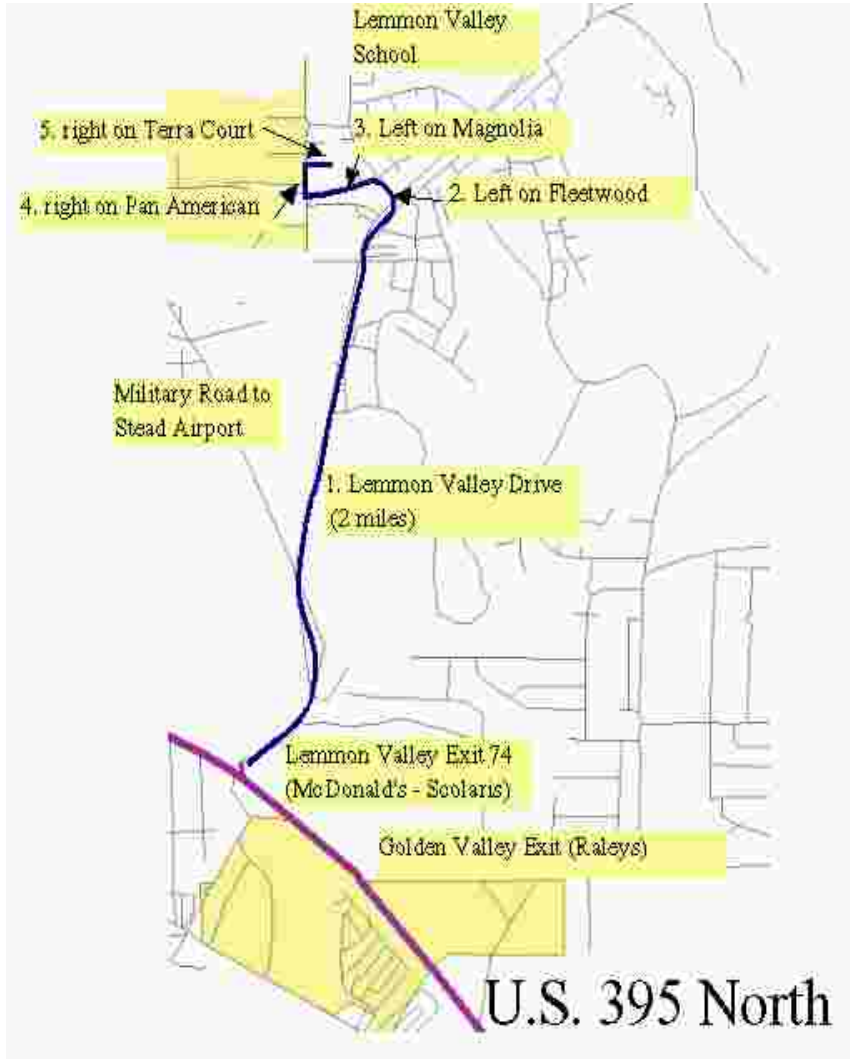 Lemmon Valley
School
5. right on Terra Court
3. Left on Magnolia
4. right on Pan American
2. Left on Fleetwood
Military Road to
Stead Airport
1. Lemmon Valley Drive
(2 miles)
Lemmon Valley Exit 74
(McDonald's - Scolaris)
Golden Valley Exit (Raleys)
U.S. 395 North